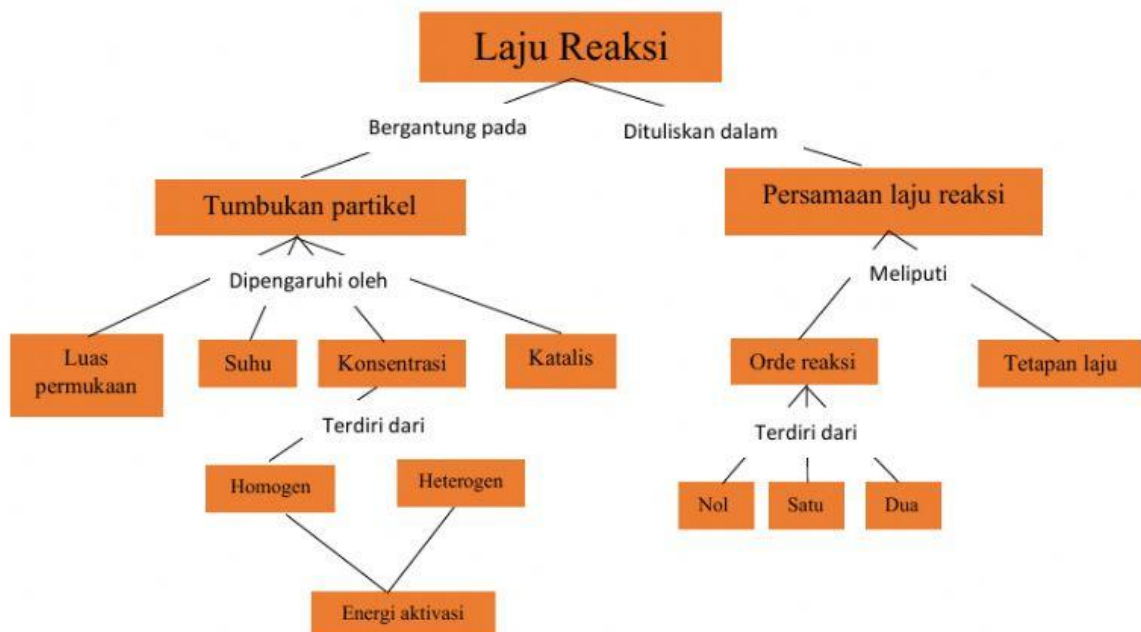 Laju Reaksi
Bergantung pada
Dituliskan dalam
Tumbukan partikel
Persamaan laju reaksi
Dipengaruhi oleh
Meliputi
Luas
permukaan
Suhu
Konsentrasi
Katalis
Orde reaksi
Tetapan laju
Terdiri dari
Terdiri dari
Homogen
Heterogen
Nol
Satu
Dua
Energi aktivasi